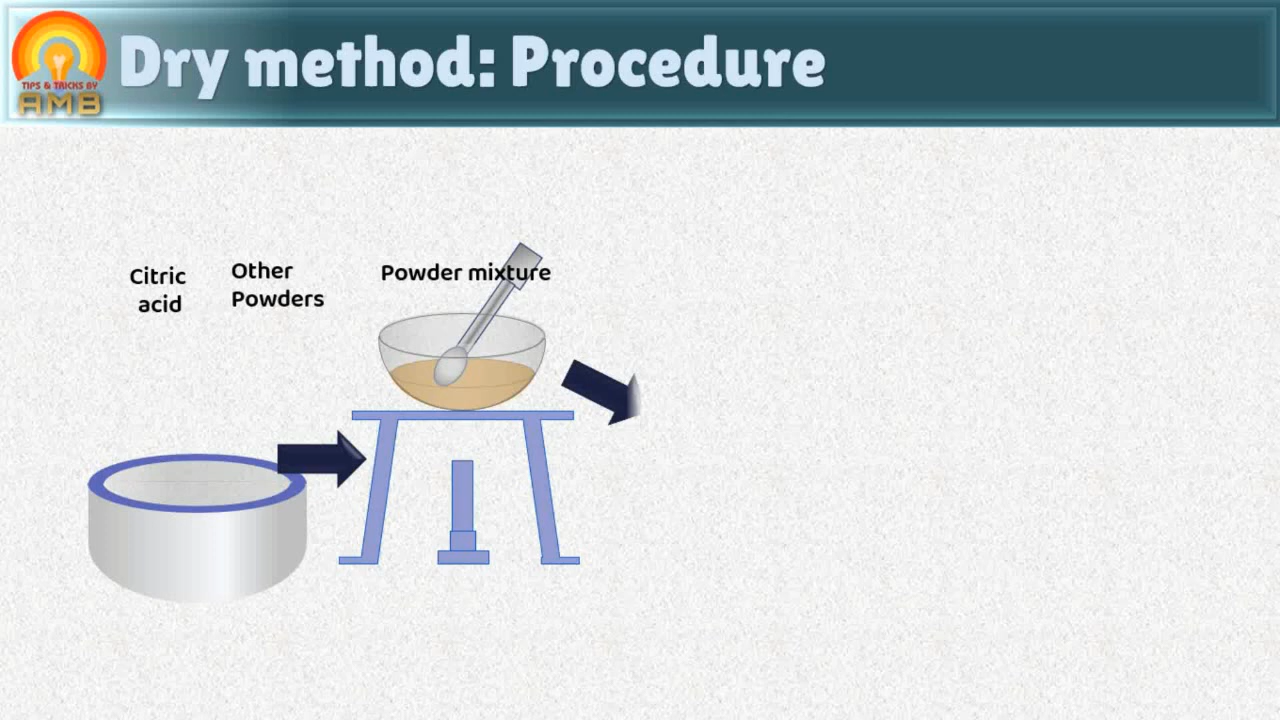 Dry method: Procedure
TIPS & TRICKS BY
AMB
Citric
acid
Other
Powders
Powder mixture